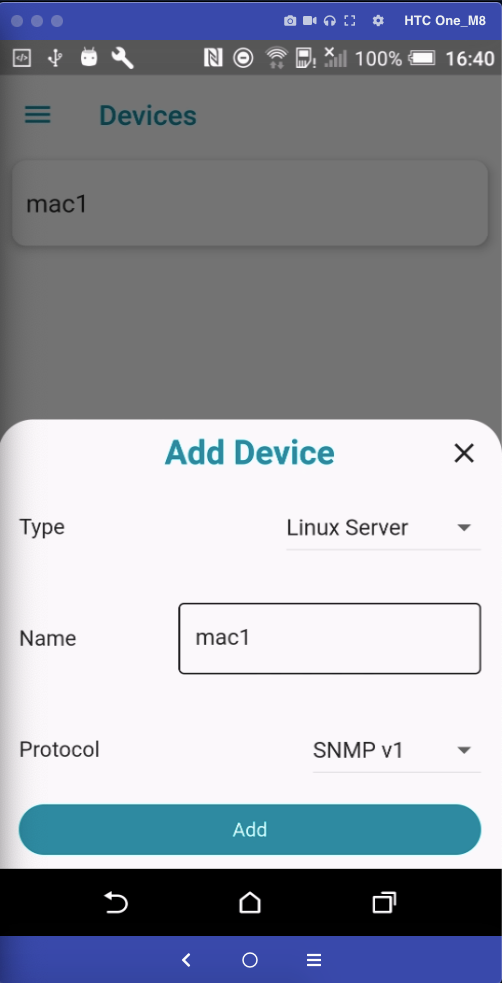 HTC One_M8
100% 16:40
Devices
mac1
Add Device
Type
Linux Server
Name
mac1
Protocol
SNMP v1
Add